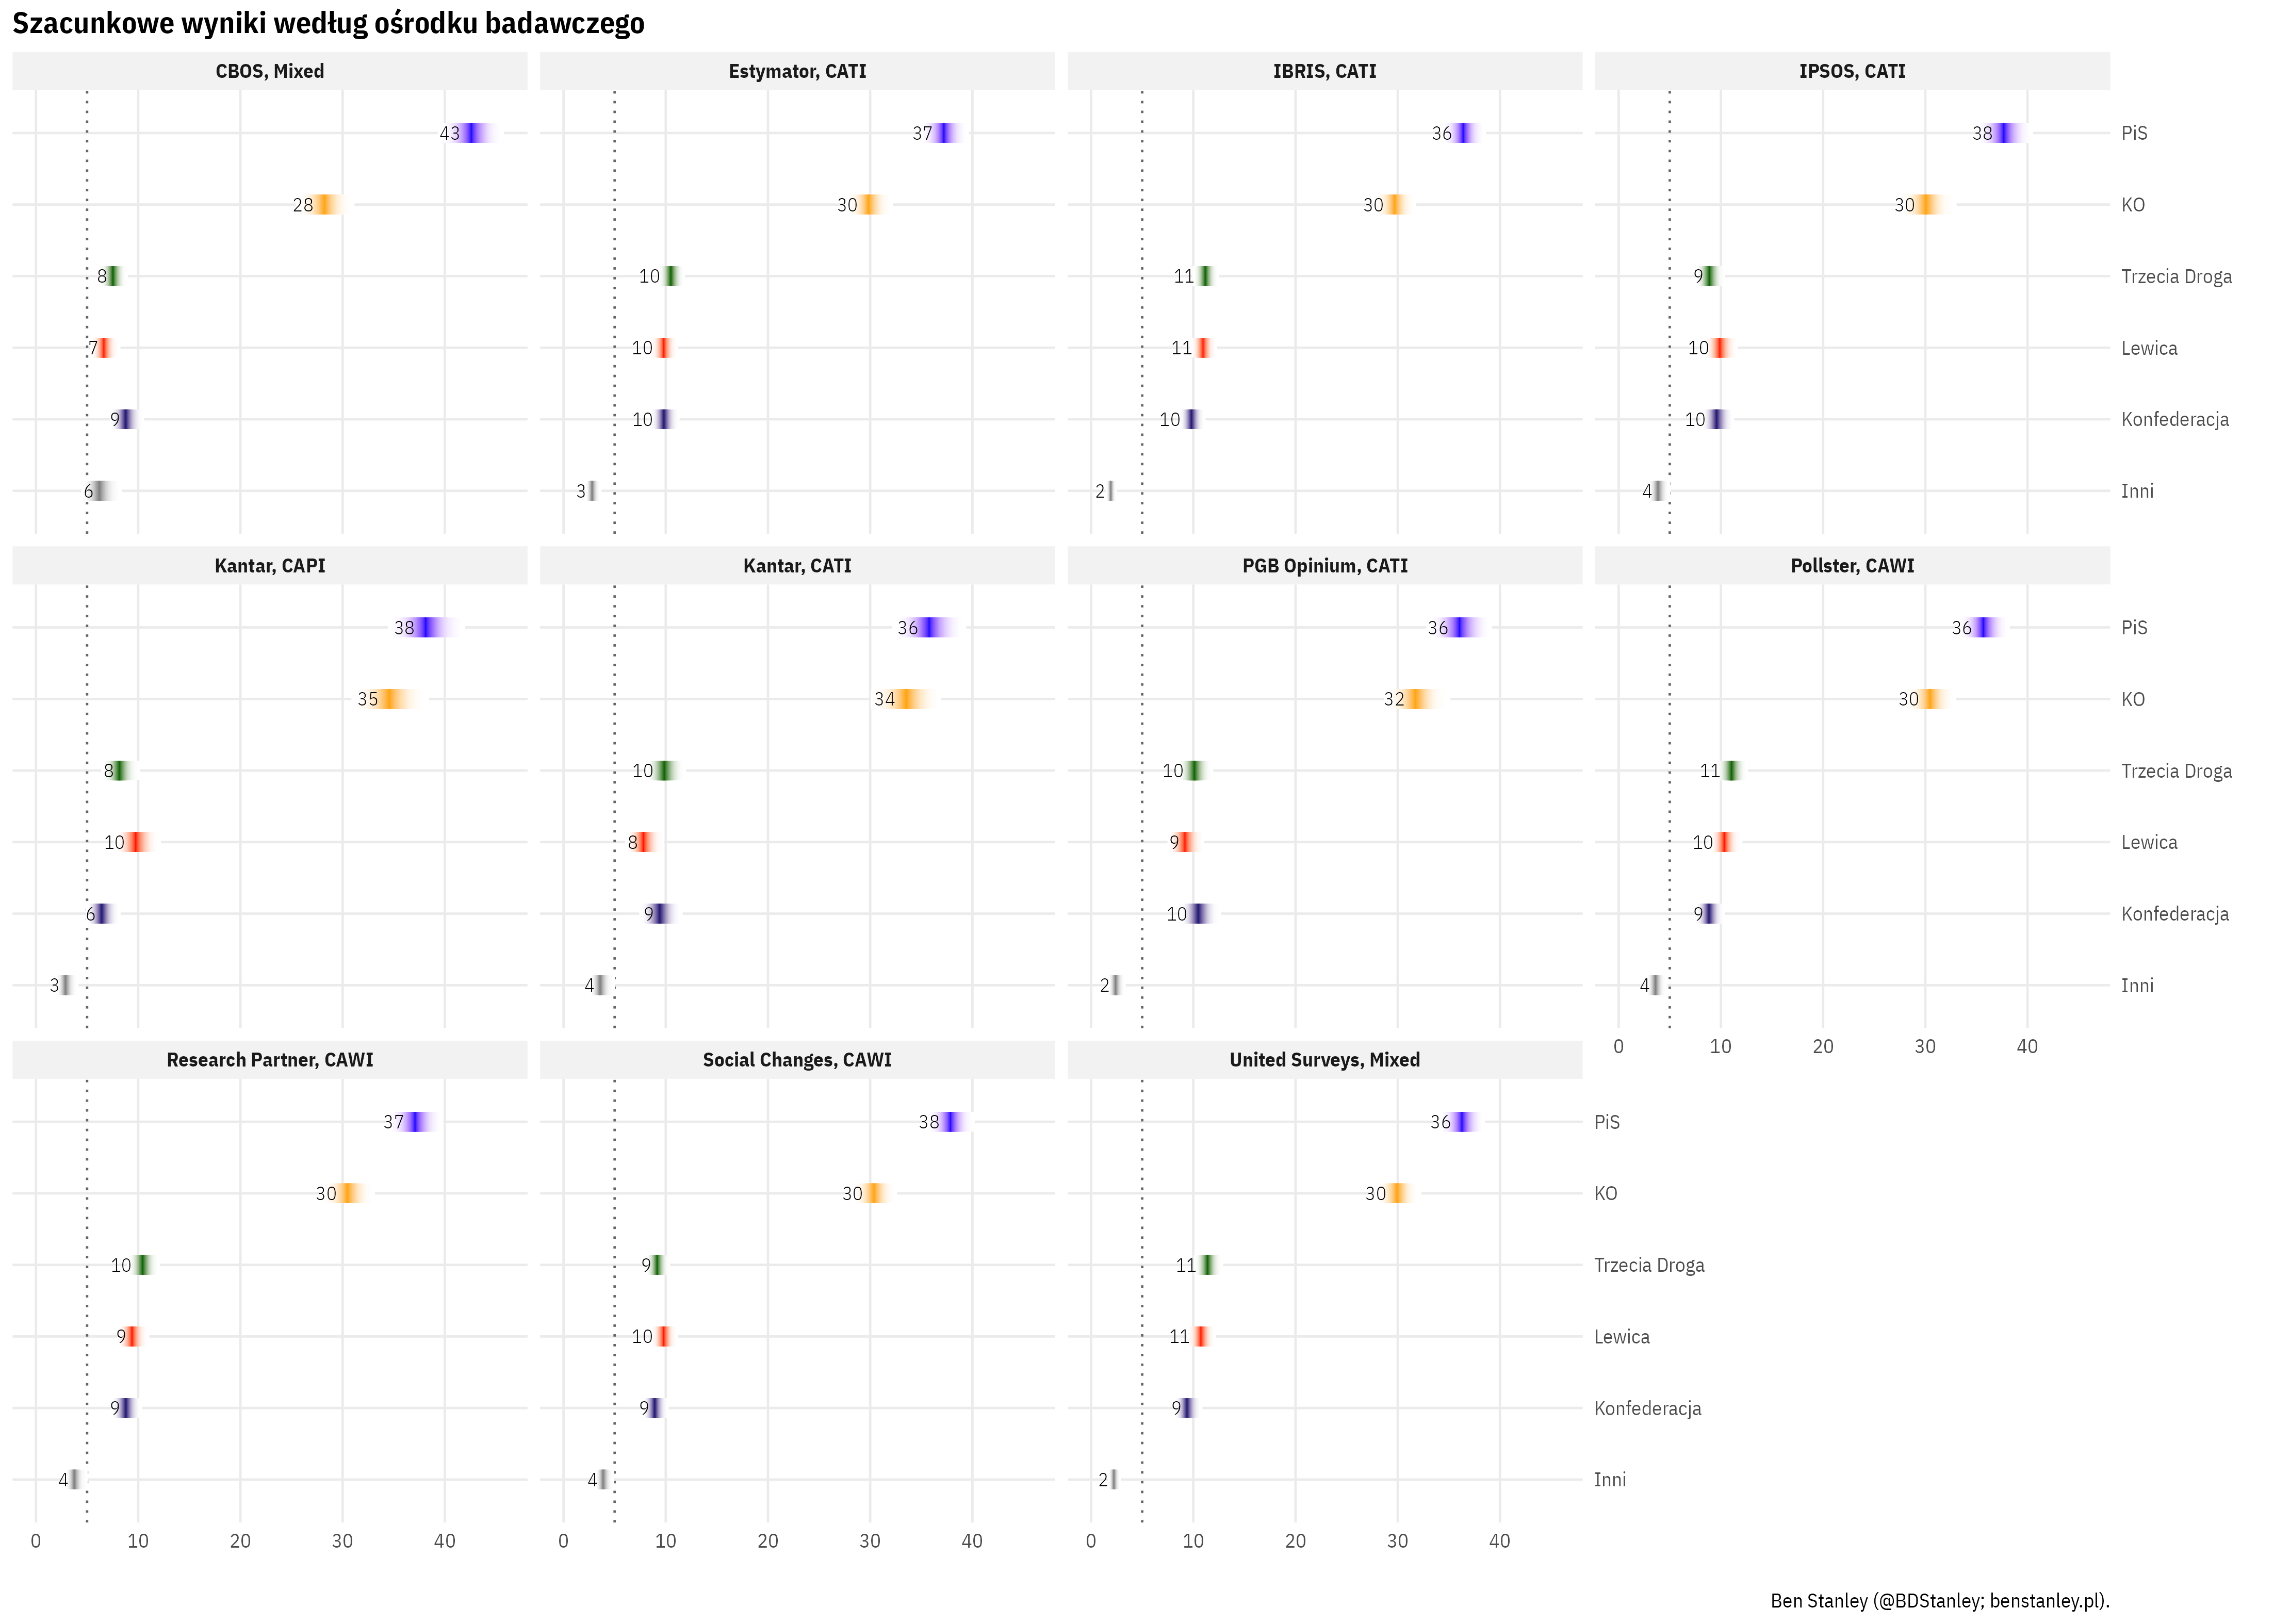 Szacunkowe wyniki według ośrodku badawczego
CBOS, Mixed Estymator, CATI IBRIS, CATI IPSOS, CATI
43 37 36 38 PiS
28 30 30 30 KO
8 10 11 9 Trzecia Droga
7 10 11 10 Lewica
9 10 10 10 Konfederacja
6 3 2 4 Inni
Kantar, CAPI Kantar, CATI PGB Opinium, CATI Pollster, CAWI
38 36 36 36 PiS
35 34 32 30 KO
8 10 10 11 Trzecia Droga
10 8 9 10 Lewica
6 9 10 9 Konfederacja
3 4 2 4 Inni
0 10 20 30 40
Research Partner, CAWI Social Changes, CAWI United Surveys, Mixed
37 38 36 PiS
30 30 30 KO
10 9 11 Trzecia Droga
9 10 11 Lewica
9 9 9 Konfederacja
4 4 2 Inni
0 10 20 30 40 0 10 20 30 40 0 10 20 30 40
Ben Stanley (@BDStanley; benstanley.pl).